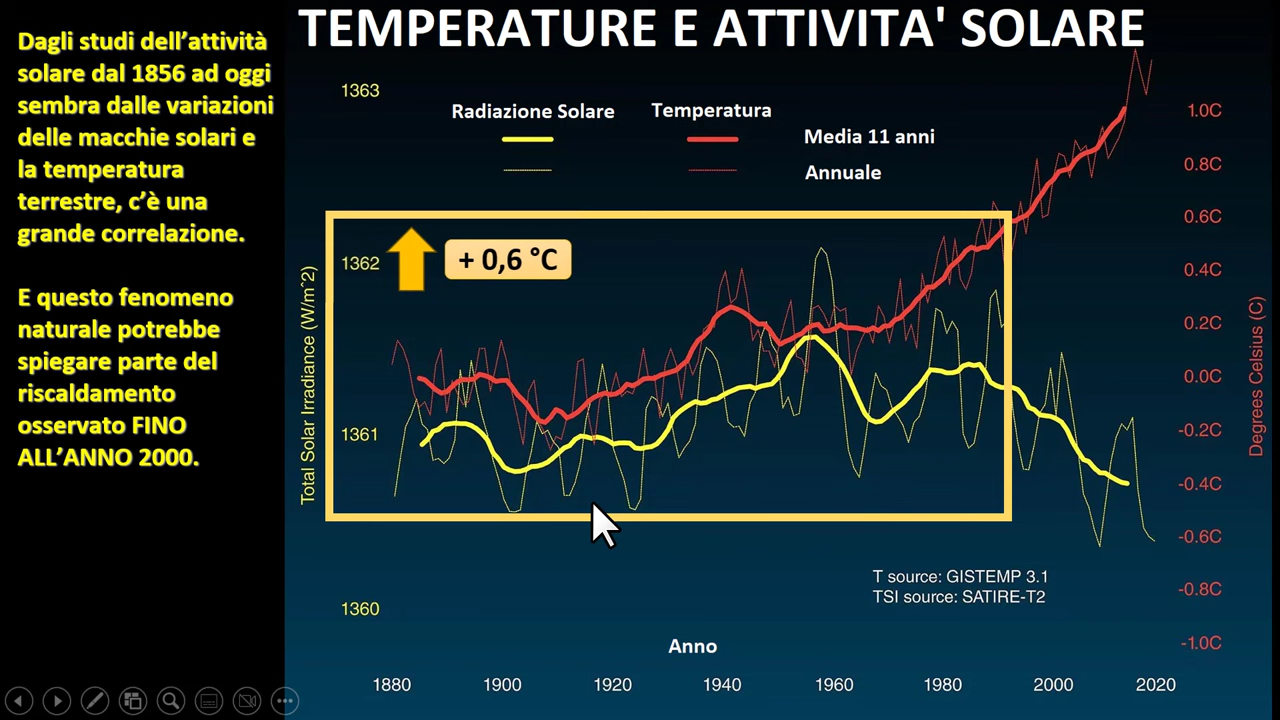 TEMPERATURE E ATTIVITA' SOLARE
Dagli studi dell'attività
solare dal 1856 ad oggi
sembra dalle variazioni
delle macchie solari e
la temperatura
terrestre, c'è una
grande correlazione.
E questo fenomeno
naturale potrebbe
spiegare parte del
riscaldamento
osservato FINO
ALL'ANNO 2000.
Radiazione Solare
Temperatura
Media 11 anni
Annuale
+ 0,6 °C
Total Solar Irradiance (W/m^2)
1363
1362
1361
1360
1.0C
0.8C
0.6C
0.4C
0.2C
0.0C
-0.2C
-0.4C
-0.6C
-0.8C
-1.0C
Degrees Celsius (C)
T source: GISTEMP 3.1
TSI source: SATIRE-T2
Anno
1880 1900 1920 1940 1960 1980 2000 2020